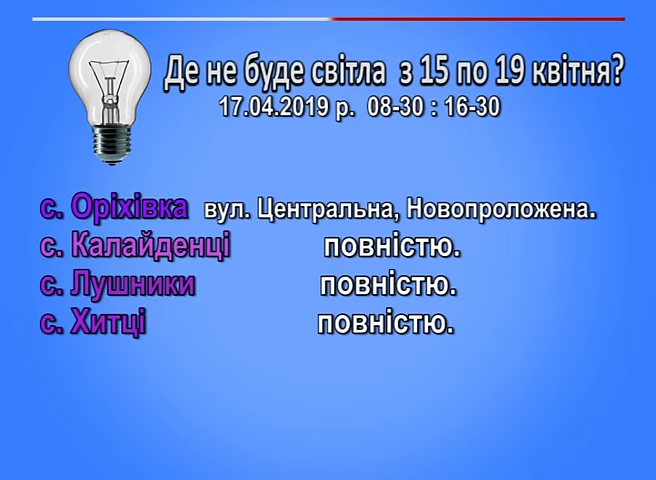 Де не буде світла з 15 по 19 квітня?
17.04.2019 р. 08-30 : 16-30
с. Оріхівка вул. Центральна, Новопроложена.
с. Калайденці повністю.
с. Лушники повністю.
с. Хитці повністю.